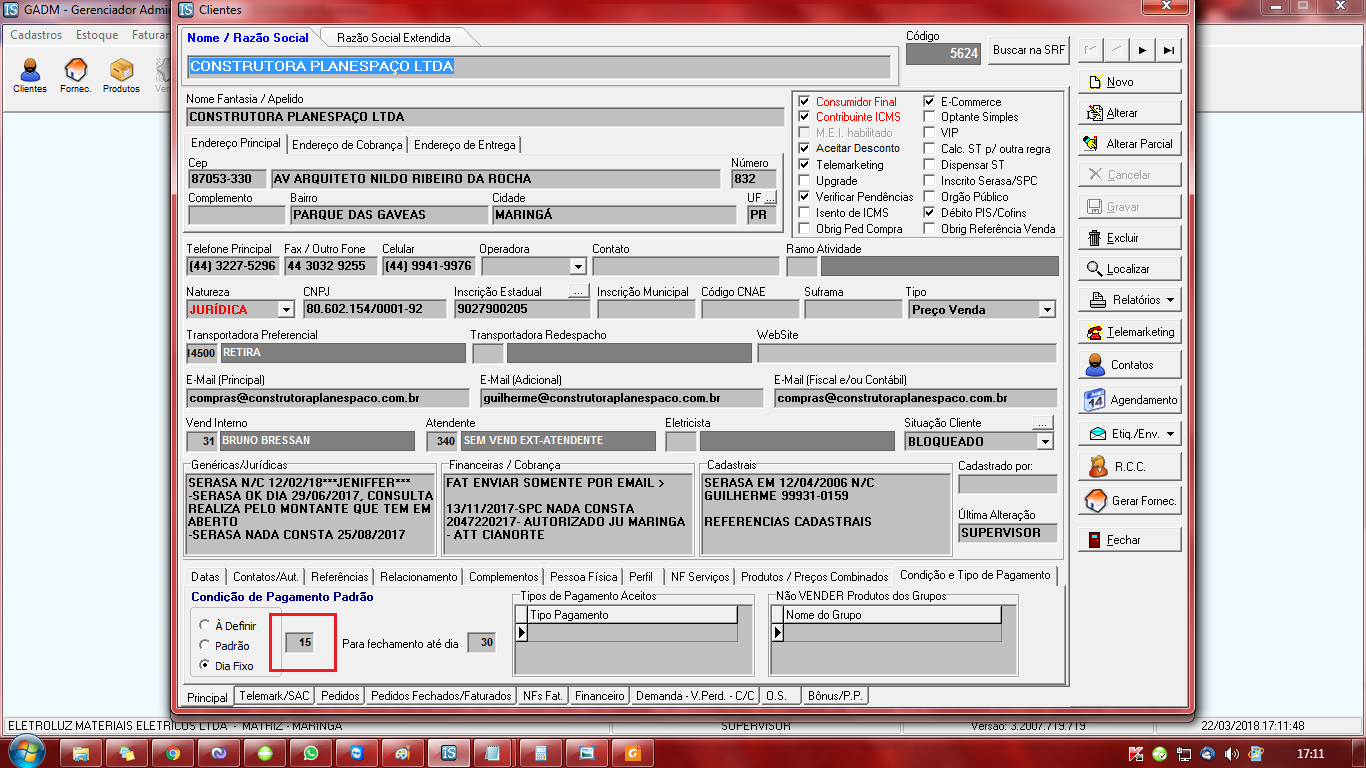 GADM - Gerenciador Admin
Cadastros Estoque Faturar
Clientes Fornec. Produtos Ven
Clientes
Nome / Razão Social Razão Social Extendida
Código
5624 Buscar na SRF
CONSTRUTORA PLANESPAÇO LTDA
Nome Fantasia / Apelido
CONSTRUTORA PLANESPAÇO LTDA
Endereço Principal Endereço de Cobrança Endereço de Entrega
Cep Número
87053-330 AV ARQUITETO NILDO RIBEIRO DA ROCHA 832
Complemento Bairro Cidade UF ...
PARQUE DAS GAVEAS MARINGÁ PR
Consumidor Final E-Commerce
Contribuinte ICMS Optante Simples
M.E.I. habilitado VIP
Aceitar Desconto Calc. ST p/ outra regra
Telemarketing Dispensar ST
Upgrade Inscrito Serasa/SPC
Verificar Pendências Orgão Público
Isento de ICMS Débito PIS/Cofins
Obrig Ped Compra Obrig Referência Venda
Telefone Principal Fax / Outro Fone Celular Operadora Contato Ramo Atividade
(44) 3227-5296 44 3032 9255 (44) 9941-9976
Natureza CNPJ Inscrição Estadual ... Inscrição Municipal Código CNAE Suframa Tipo
JURÍDICA 80.602.154/0001-92 9027900205 Preço Venda
Transportadora Preferencial Transportadora Redespacho WebSite
14500 RETIRA
E-Mail (Principal) E-Mail (Adicional) E-Mail (Fiscal e/ou Contábil)
compras@construtoraplanespaco.com.br guilherme@construtoraplanespaco.com.br compras@construtoraplanespaco.com.br
Vend Interno Atendente Eletricista Situação Cliente ...
31 BRUNO BRESSAN 340 SEM VEND EXT-ATENDENTE BLOQUEADO
Genéricas/Jurídicas
SERASA N/C 12/02/18***JENIFFER***
-SERASA OK DIA 29/06/2017, CONSULTA
REALIZA PELO MONTANTE QUE TEM EM
ABERTO
-SERASA NADA CONSTA 25/08/2017
Financeiras / Cobrança
FAT ENVIAR SOMENTE POR EMAIL >
13/11/2017-SPC NADA CONSTA
2047220217- AUTORIZADO JU MARINGA
- ATT CIANORTE
Cadastrais
SERASA EM 12/04/2006 N/C
GUILHERME 99931-0159
REFERENCIAS CADASTRAIS
Cadastrado por:
Última Alteração
SUPERVISOR
Datas Contatos/Aut. Referências Relacionamento Complementos Pessoa Física Perfil NF Serviços Produtos / Preços Combinados Condição e Tipo de Pagamento
Condição de Pagamento Padrão
À Definir
Padrão
Dia Fixo
15 Para fechamento até dia 30
Tipos de Pagamento Aceitos
Tipo Pagamento
Não VENDER Produtos dos Grupos
Nome do Grupo
Principal Telemark/SAC Pedidos Pedidos Fechados/Faturados NFs Fat. Financeiro Demanda - V.Perd. - C/C O.S. Bônus/P.P.
Novo
Alterar
Alterar Parcial
Cancelar
Gravar
Excluir
Localizar
Relatórios
Telemarketing
Contatos
Agendamento
Etiq./Env.
R.C.C.
Gerar Fornec.
Fechar
ELETROLUZ MATERIAIS ELETRICOS LTDA - MATRIZ - MARINGA SUPERVISOR Versão: 3.2007.719.719 22/03/2018 17:11:48
17:11